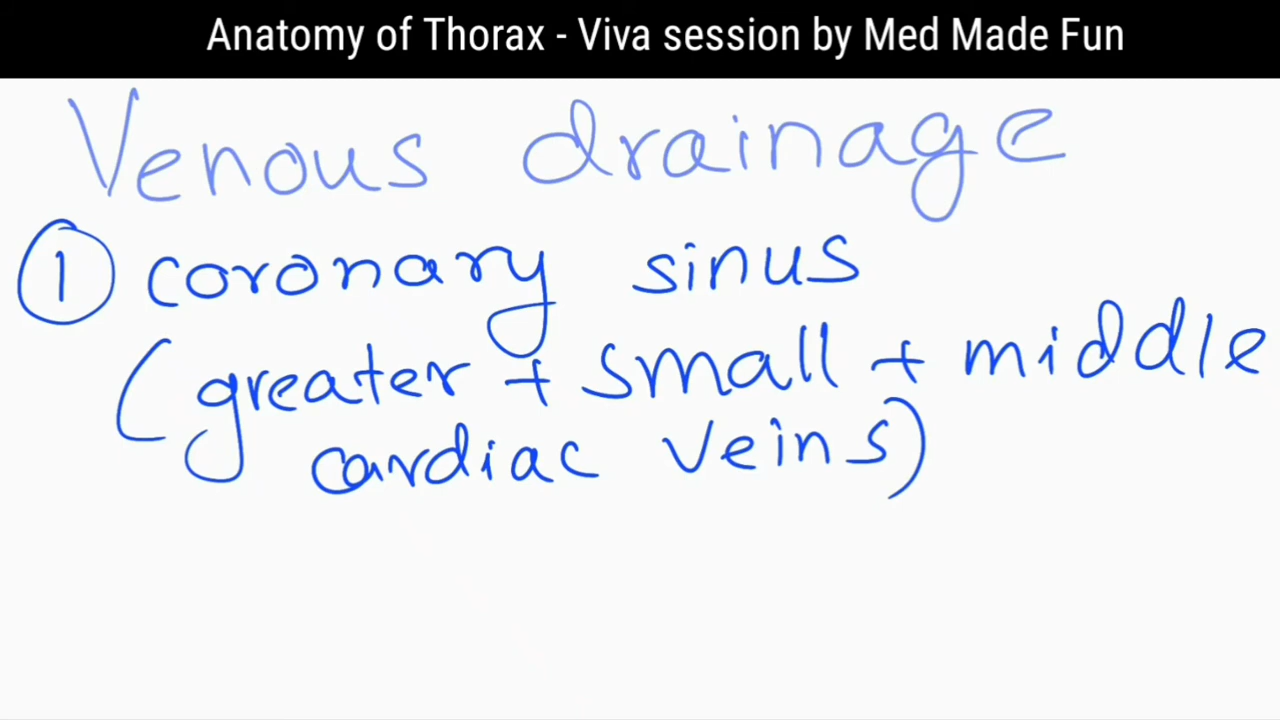 Anatomy of Thorax - Viva session by Med Made Fun
Venous drainage
1 coronary sinus
(greater + small + middle
cardiac veins)